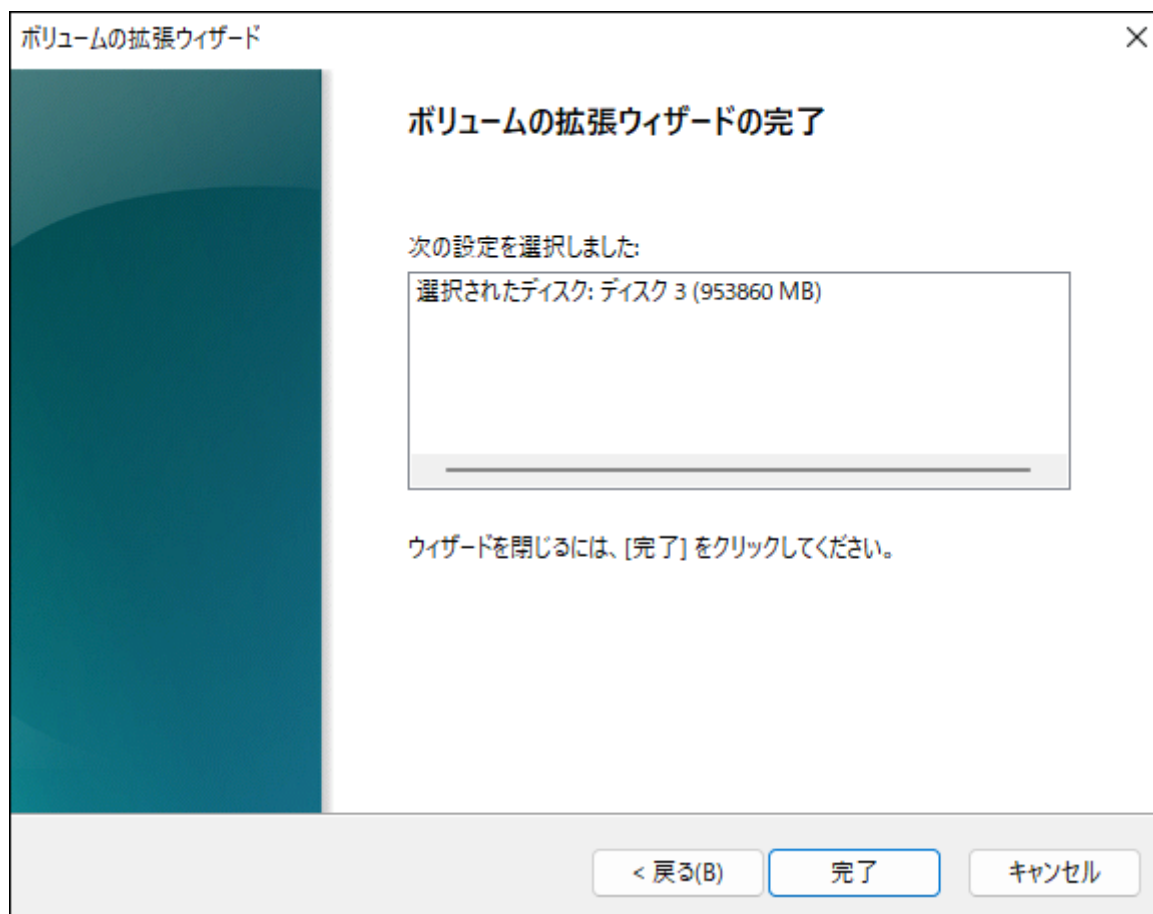 ボリュームの拡張ウィザード
ボリュームの拡張ウィザードの完了
次の設定を選択しました:
選択されたディスク: ディスク 3 (953860 MB)
ウィザードを閉じるには、[完了] をクリックしてください。
< 戻る(B)
完了
キャンセル